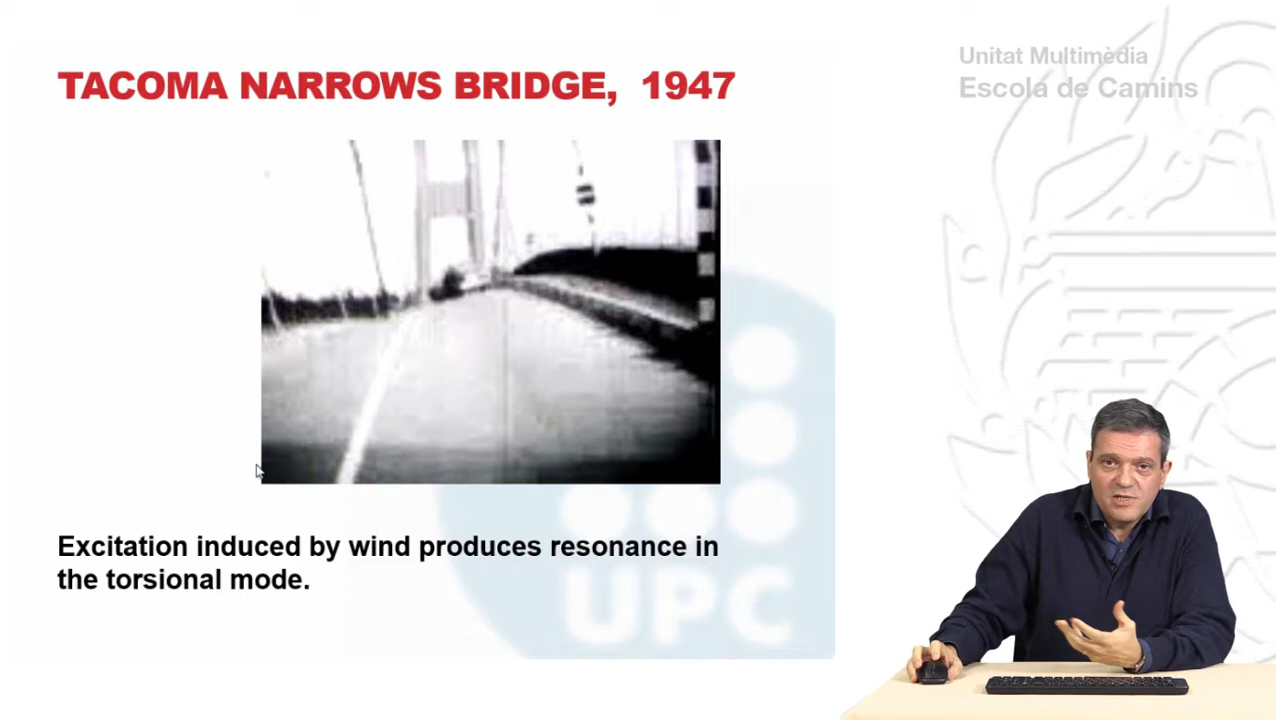 TACOMA NARROWS BRIDGE, 1947
Unitat Multimèdia
Escola de Camins
Excitation induced by wind produces resonance in
the torsional mode.
UPC